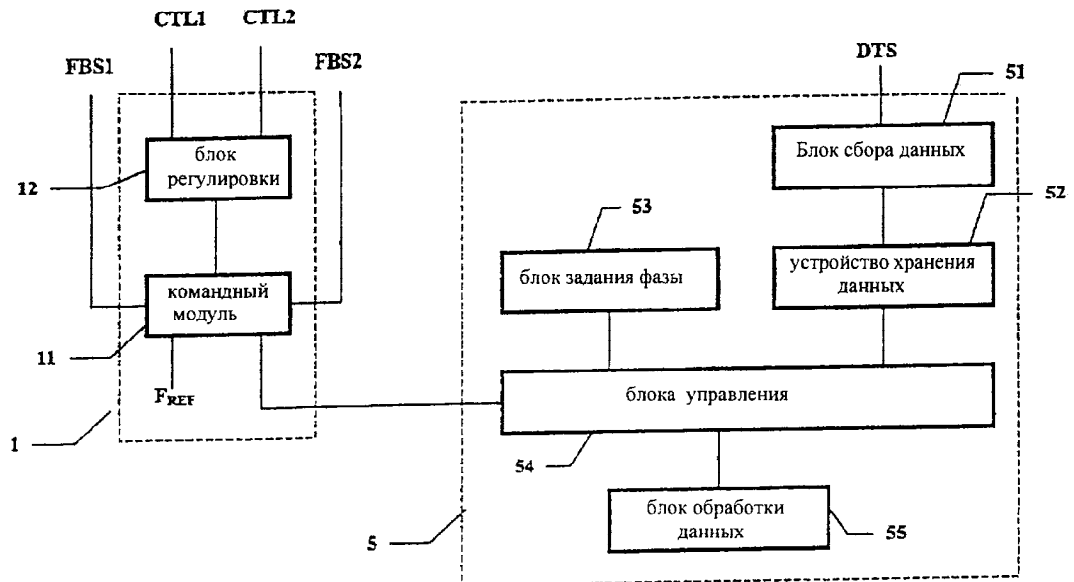 CTL1
CTL2
FBS1
FBS2
DTS
51
блок
регулировки
12
Блок сбора данных
52
53
блок задания фазы
устройство хранения
данных
командный
модуль
11
FREF
блока управления
1
54
блок обработки
данных
5
55